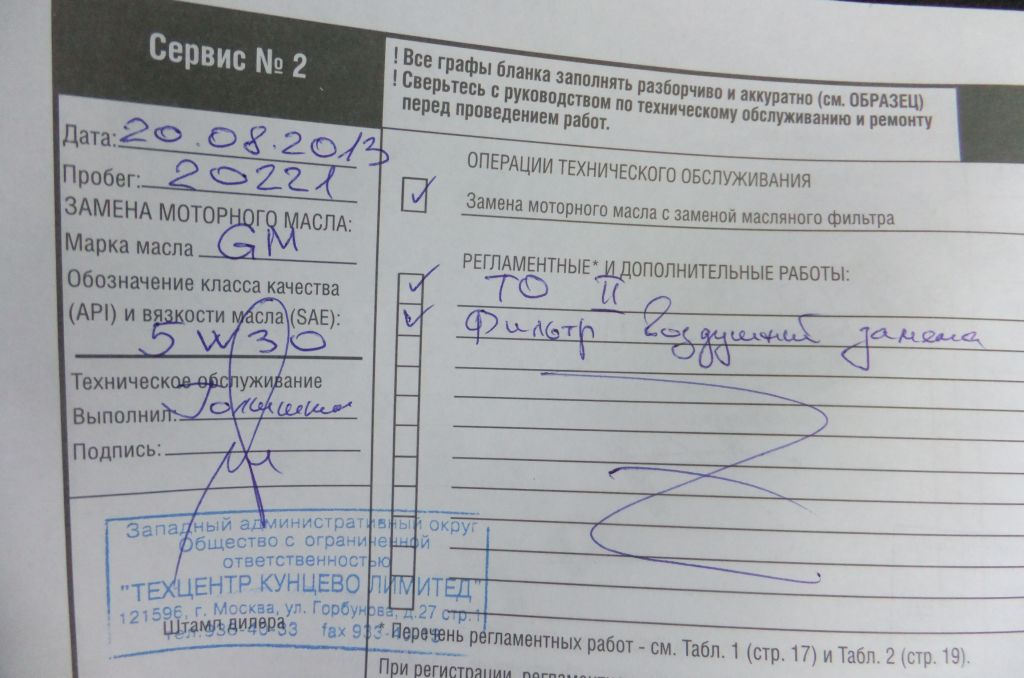 Сервис № 2
! Все графы бланка заполнять разборчиво и аккуратно (см. ОБРАЗЕЦ)
! Сверьтесь с руководством по техническому обслуживанию и ремонту
перед проведением работ.
Дата: 20.08.2013
Пробег: 20221
ЗАМЕНА МОТОРНОГО МАСЛА:
Марка масла GM
Обозначение класса качества
(API) и вязкости масла (SAE):
5W30
Техническое обслуживание
Выполнил:
Подпись:
Западный административный округ
Общество с ограниченной
ответственностью
"ТЕХЦЕНТР КУНЦЕВО ЛИМИТЕД"
121596, г. Москва, ул. Горбунова, д.27 стр.1
Штамп дилера
fax
ОПЕРАЦИИ ТЕХНИЧЕСКОГО ОБСЛУЖИВАНИЯ
Замена моторного масла с заменой масляного фильтра
РЕГЛАМЕНТНЫЕ* И ДОПОЛНИТЕЛЬНЫЕ РАБОТЫ:
ТО II
Фильтр воздушный замена
* Перечень регламентных работ - см. Табл. 1 (стр. 17) и Табл. 2 (стр. 19).
При регистрации,